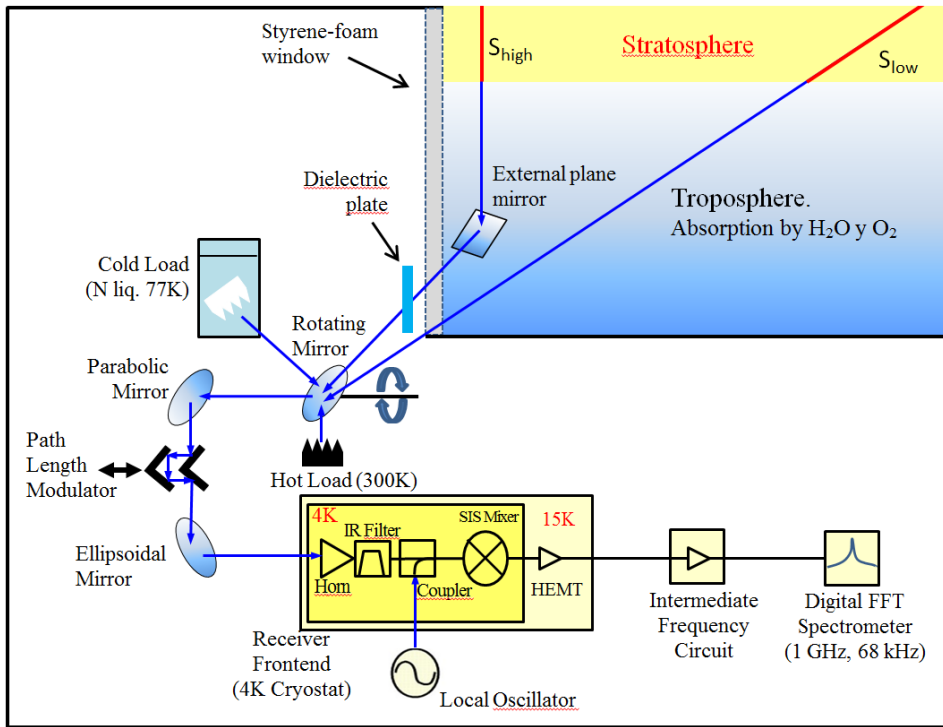 Styrene-foam
window
Stratosphere
S_high
S_low
Dielectric
plate
External plane
mirror
Troposphere.
Absorption by H₂O y O₂
Cold Load
(N liq. 77K)
Rotating
Mirror
Parabolic
Mirror
Path
Length
Modulator
Hot Load (300K)
Ellipsoidal
Mirror
4K
IR Filter
SIS Mixer
15K
Horn
Coupler
HEMT
Receiver
Frontend
(4K Cryostat)
Local Oscillator
Intermediate
Frequency
Circuit
Digital FFT
Spectrometer
(1 GHz, 68 kHz)